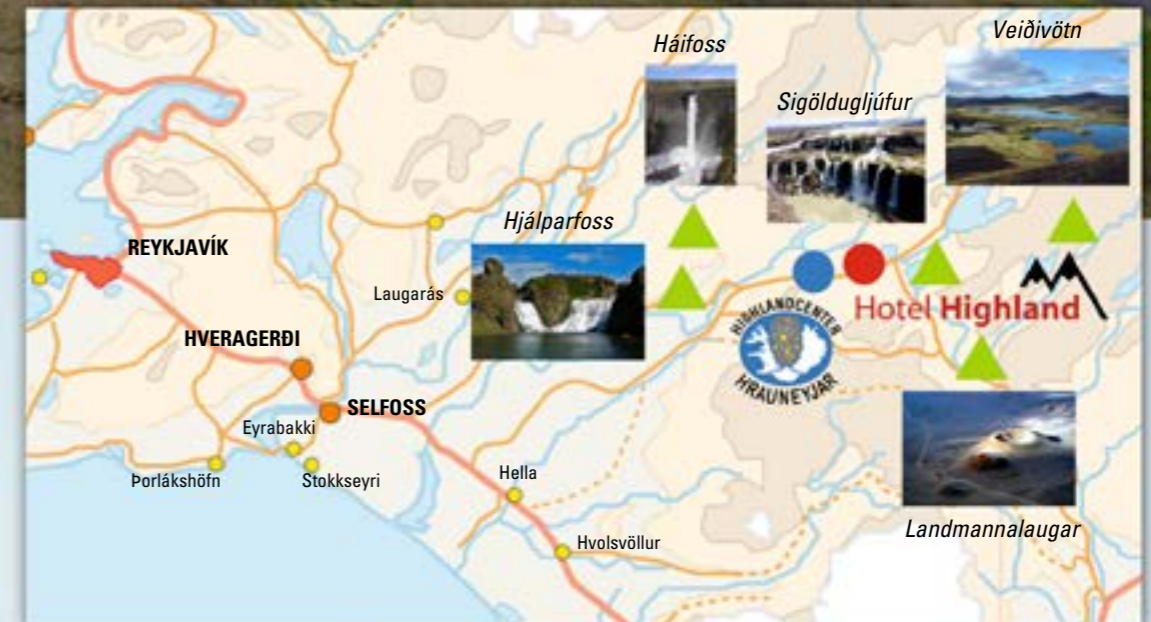 Háifoss
Veiðivötn
Sigöldugljúfur
Hjálparfoss
REYKJAVÍK
Laugarás
Hotel Highland
HIGHLANDCENTER
HRAUNEYJAR
HVERAGERÐI
SELFOSS
Eyrabakki
Þorlákshöfn
Stokkseyri
Hella
Hvolsvöllur
Landmannalaugar